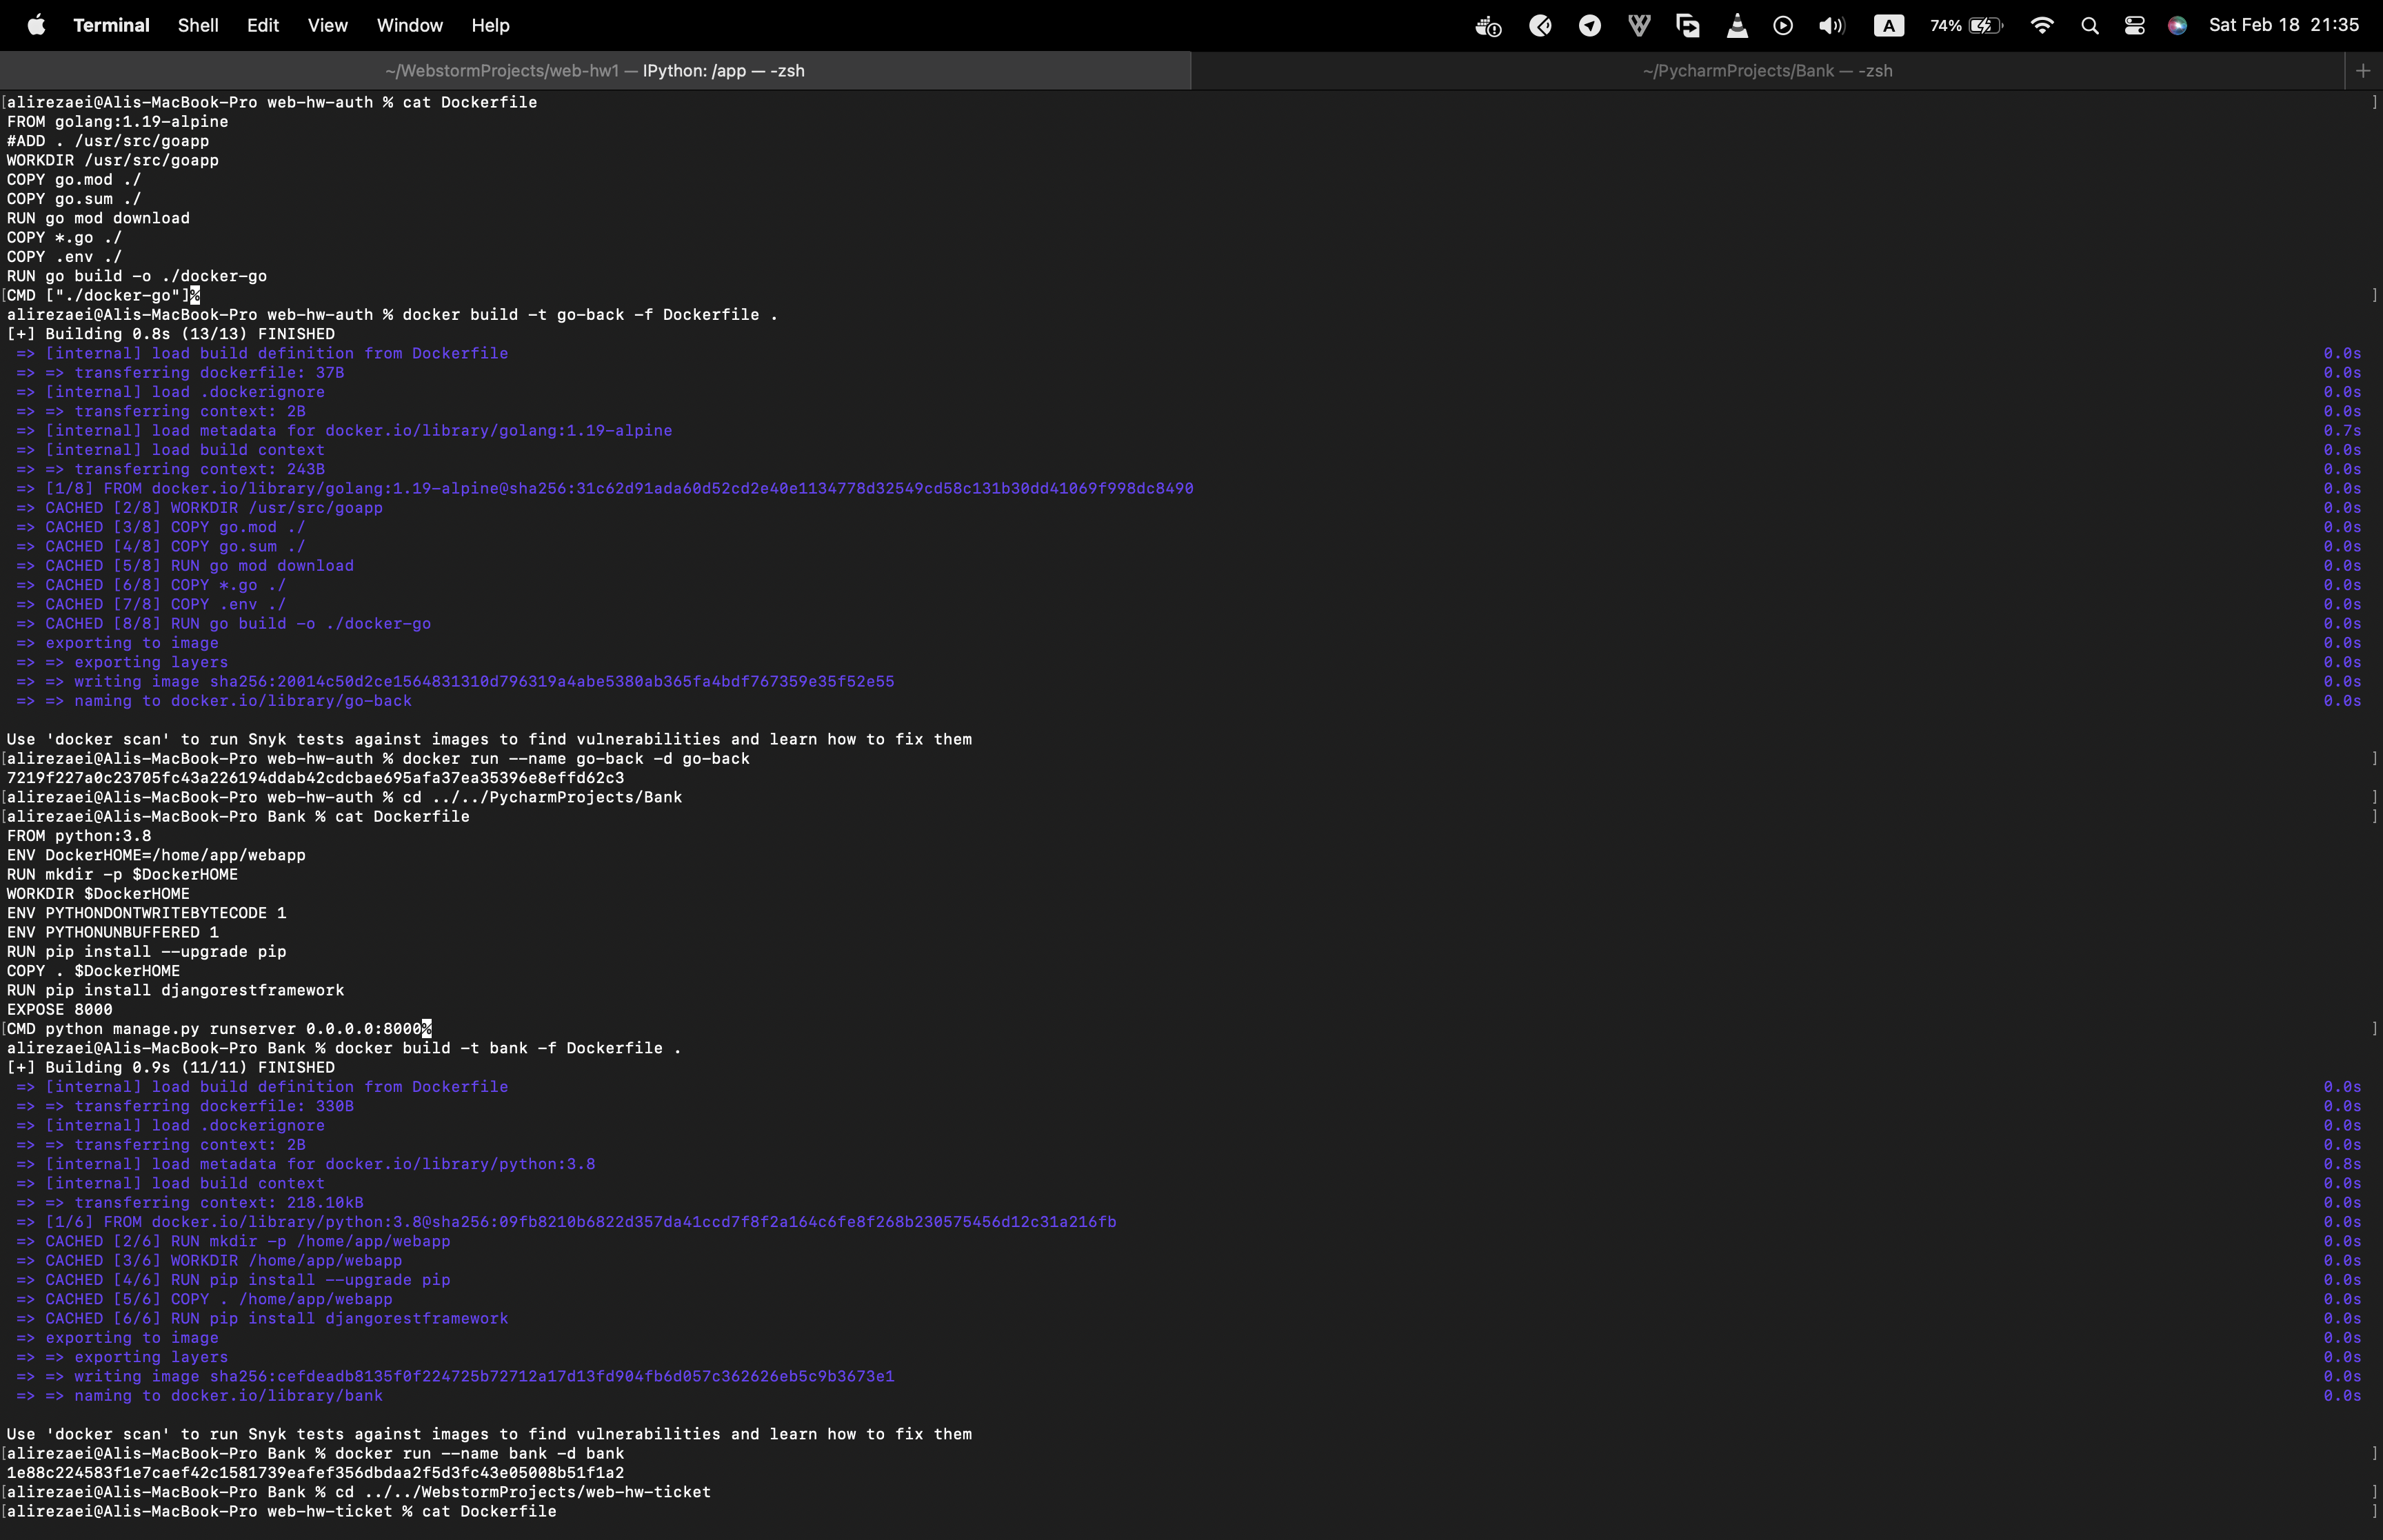 Terminal Shell Edit View Window Help A 74% Sat Feb 18 21:35
~/WebstormProjects/web-hw1 — IPython: /app — -zsh ~/PycharmProjects/Bank — -zsh +
[alirezaei@Alis-MacBook-Pro web-hw-auth % cat Dockerfile ]
FROM golang:1.19-alpine
#ADD . /usr/src/goapp
WORKDIR /usr/src/goapp
COPY go.mod ./
COPY go.sum ./
RUN go mod download
COPY *.go ./
COPY .env ./
RUN go build -o ./docker-go
[CMD ["./docker-go"]% ]
alirezaei@Alis-MacBook-Pro web-hw-auth % docker build -t go-back -f Dockerfile .
[+] Building 0.8s (13/13) FINISHED
=> [internal] load build definition from Dockerfile 0.0s
=> => transferring dockerfile: 37B 0.0s
=> [internal] load .dockerignore 0.0s
=> => transferring context: 2B 0.0s
=> [internal] load metadata for docker.io/library/golang:1.19-alpine 0.7s
=> [internal] load build context 0.0s
=> => transferring context: 243B 0.0s
=> [1/8] FROM docker.io/library/golang:1.19-alpine@sha256:31c62d91ada60d52cd2e40e1134778d32549cd58c131b30dd41069f998dc8490 0.0s
=> CACHED [2/8] WORKDIR /usr/src/goapp 0.0s
=> CACHED [3/8] COPY go.mod ./ 0.0s
=> CACHED [4/8] COPY go.sum ./ 0.0s
=> CACHED [5/8] RUN go mod download 0.0s
=> CACHED [6/8] COPY *.go ./ 0.0s
=> CACHED [7/8] COPY .env ./ 0.0s
=> CACHED [8/8] RUN go build -o ./docker-go 0.0s
=> exporting to image 0.0s
=> => exporting layers 0.0s
=> => writing image sha256:20014c50d2ce1564831310d796319a4abe5380ab365fa4bdf767359e35f52e55 0.0s
=> => naming to docker.io/library/go-back 0.0s
Use 'docker scan' to run Snyk tests against images to find vulnerabilities and learn how to fix them
[alirezaei@Alis-MacBook-Pro web-hw-auth % docker run --name go-back -d go-back ]
7219f227a0c23705fc43a226194ddab42cdcbae695afa37ea35396e8effd62c3
[alirezaei@Alis-MacBook-Pro web-hw-auth % cd ../../PycharmProjects/Bank ]
[alirezaei@Alis-MacBook-Pro Bank % cat Dockerfile ]
FROM python:3.8
ENV DockerHOME=/home/app/webapp
RUN mkdir -p $DockerHOME
WORKDIR $DockerHOME
ENV PYTHONDONTWRITEBYTECODE 1
ENV PYTHONUNBUFFERED 1
RUN pip install --upgrade pip
COPY . $DockerHOME
RUN pip install djangorestframework
EXPOSE 8000
[CMD python manage.py runserver 0.0.0.0:8000% ]
alirezaei@Alis-MacBook-Pro Bank % docker build -t bank -f Dockerfile .
[+] Building 0.9s (11/11) FINISHED
=> [internal] load build definition from Dockerfile 0.0s
=> => transferring dockerfile: 330B 0.0s
=> [internal] load .dockerignore 0.0s
=> => transferring context: 2B 0.0s
=> [internal] load metadata for docker.io/library/python:3.8 0.8s
=> [internal] load build context 0.0s
=> => transferring context: 218.10kB 0.0s
=> [1/6] FROM docker.io/library/python:3.8@sha256:09fb8210b6822d357da41ccd7f8f2a164c6fe8f268b230575456d12c31a216fb 0.0s
=> CACHED [2/6] RUN mkdir -p /home/app/webapp 0.0s
=> CACHED [3/6] WORKDIR /home/app/webapp 0.0s
=> CACHED [4/6] RUN pip install --upgrade pip 0.0s
=> CACHED [5/6] COPY . /home/app/webapp 0.0s
=> CACHED [6/6] RUN pip install djangorestframework 0.0s
=> exporting to image 0.0s
=> => exporting layers 0.0s
=> => writing image sha256:cefdeadb8135f0f224725b72712a17d13fd904fb6d057c362626eb5c9b3673e1 0.0s
=> => naming to docker.io/library/bank 0.0s
Use 'docker scan' to run Snyk tests against images to find vulnerabilities and learn how to fix them
[alirezaei@Alis-MacBook-Pro Bank % docker run --name bank -d bank ]
1e88c224583f1e7caef42c1581739eafef356dbdaa2f5d3fc43e05008b51f1a2
[alirezaei@Alis-MacBook-Pro Bank % cd ../../WebstormProjects/web-hw-ticket ]
[alirezaei@Alis-MacBook-Pro web-hw-ticket % cat Dockerfile ]